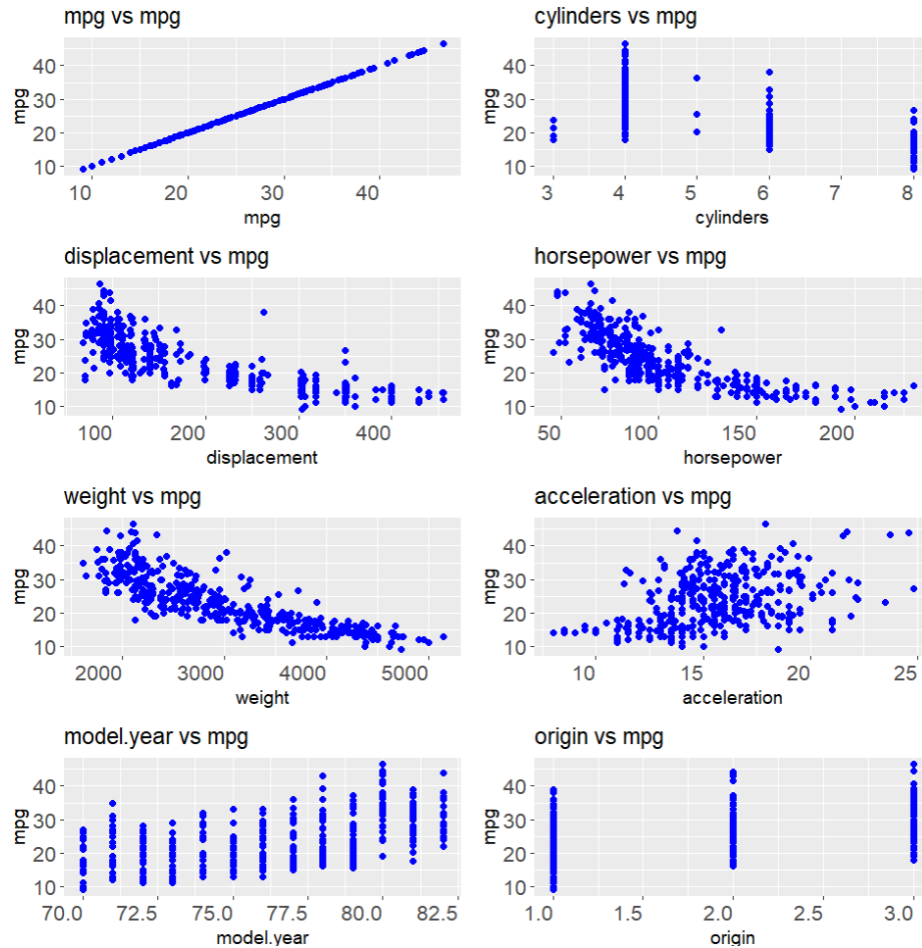 mpg vs mpg
40
30
20
10
mpg
10
20
30
40
mpg
cylinders vs mpg
40
30
20
10
mpg
3
4
5
6
7
8
cylinders
displacement vs mpg
40
30
20
10
mpg
100
200
300
400
displacement
horsepower vs mpg
40
30
20
10
mpg
50
100
150
200
horsepower
weight vs mpg
40
30
20
10
mpg
2000
3000
4000
5000
weight
acceleration vs mpg
40
30
20
10
mpg
10
15
20
25
acceleration
model.year vs mpg
40
30
20
10
mpg
70.0
72.5
75.0
77.5
80.0
82.5
model.year
origin vs mpg
40
30
20
10
mpg
1.0
1.5
2.0
2.5
3.0
origin